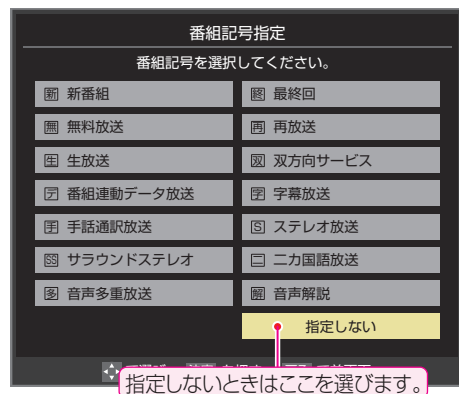 番組記号指定
番組記号を選択してください。
新 新番組
終 最終回
無 無料放送
再 再放送
生 生放送
双 双方向サービス
デ 番組連動データ放送
字 字幕放送
手 手話通訳放送
S ステレオ放送
SS サラウンドステレオ
二 二カ国語放送
多 音声多重放送
解 音声解説
指定しない
指定しないときはここを選びます。